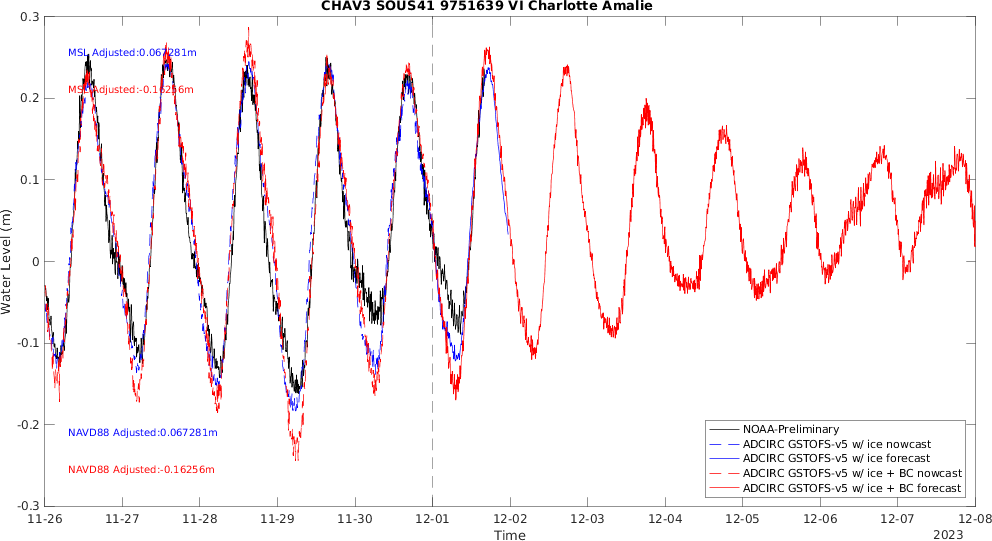 CHAV3 SOUS41 9751639 VI Charlotte Amalie
0.3
0.2
0.1
0
-0.1
-0.2
-0.3
Water Level (m)
MSL Adjusted:0.067281m
MSL Adjusted:-0.16256m
NAVD88 Adjusted:0.067281m
NAVD88 Adjusted:-0.16256m
NOAA-Preliminary
ADCIRC GSTOFS-v5 w/ ice nowcast
ADCIRC GSTOFS-v5 w/ ice forecast
ADCIRC GSTOFS-v5 w/ ice + BC nowcast
ADCIRC GSTOFS-v5 w/ ice + BC forecast
11-26 11-27 11-28 11-29 11-30 12-01 12-02 12-03 12-04 12-05 12-06 12-07 12-08
Time
2023